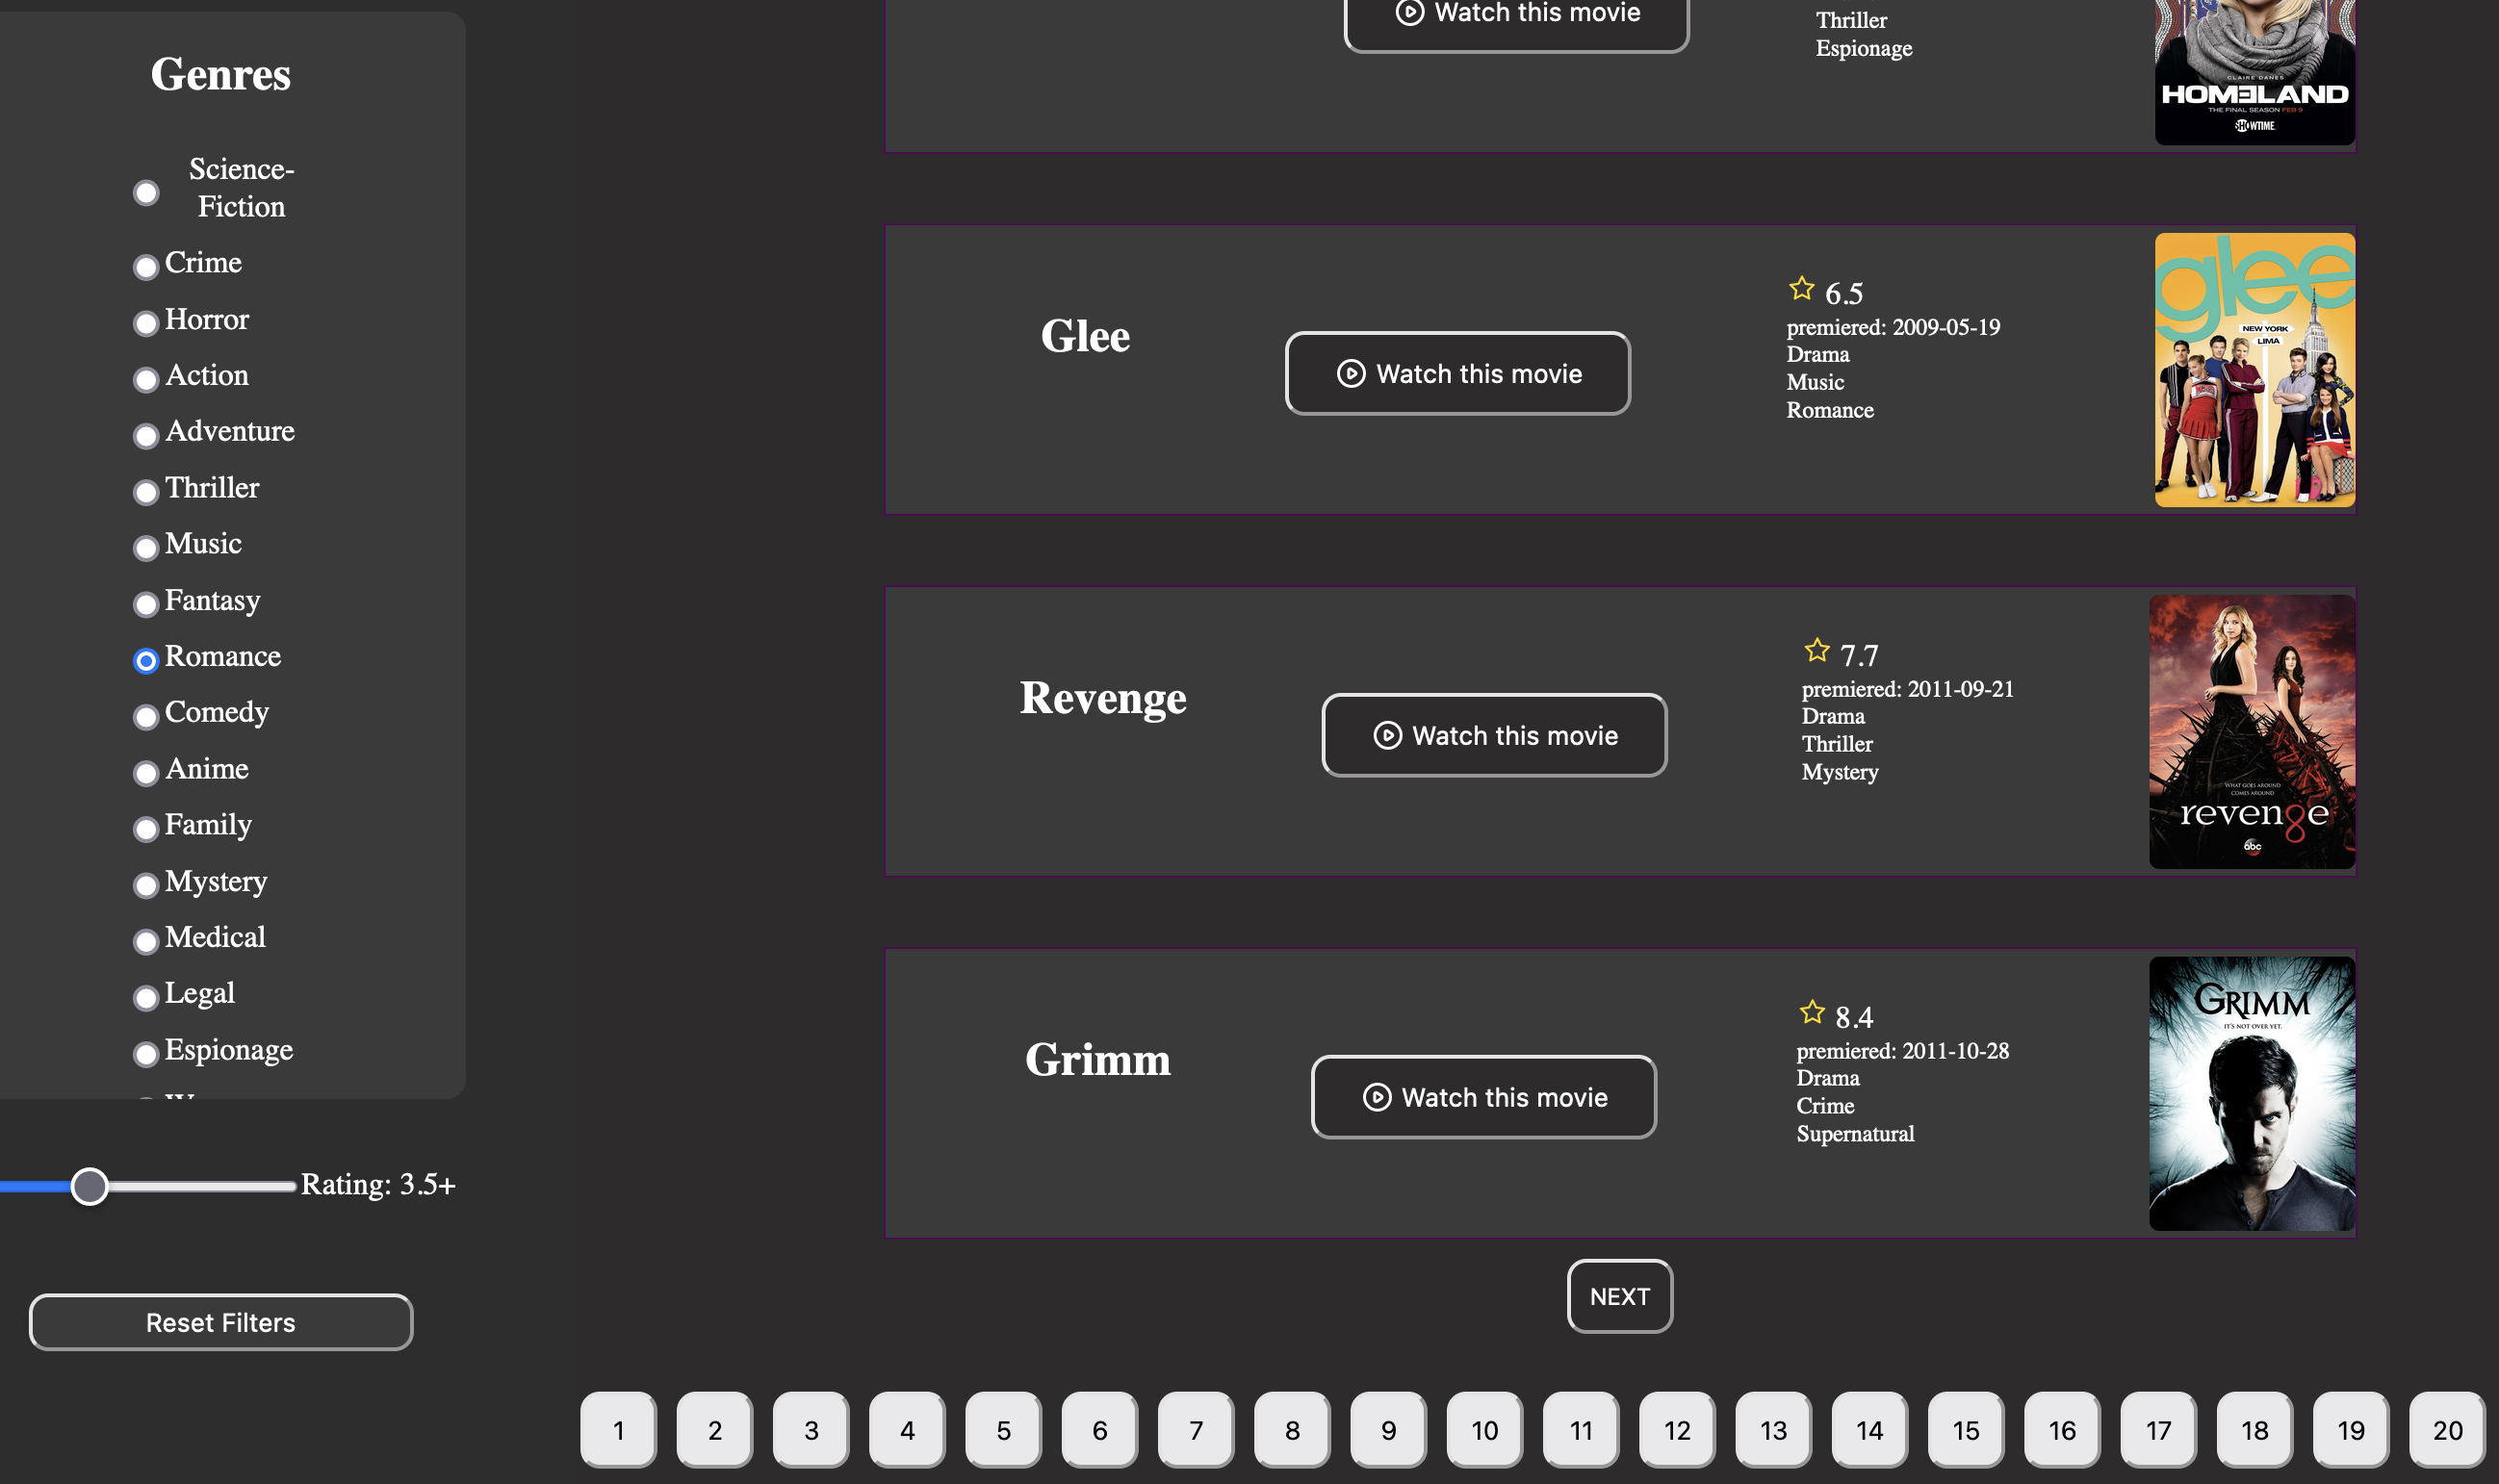 Genres
Science-
Fiction
Crime
Horror
Action
Adventure
Thriller
Music
Fantasy
Romance
Comedy
Anime
Family
Mystery
Medical
Legal
Espionage
Rating: 3.5+
Reset Filters
Watch this movie
Thriller
Espionage
CLAIRE DANES
HOMELAND
THE FINAL SEASON FEB 9
SHOWTIME
Glee
Watch this movie
6.5
premiered: 2009-05-19
Drama
Music
Romance
glee
NEW YORK
LIMA
Revenge
Watch this movie
7.7
premiered: 2011-09-21
Drama
Thriller
Mystery
WHAT GOES AROUND
COMES AROUND
revenge
abc
Grimm
Watch this movie
8.4
premiered: 2011-10-28
Drama
Crime
Supernatural
GRIMM
IT'S NOT OVER YET.
NEXT
1 2 3 4 5 6 7 8 9 10 11 12 13 14 15 16 17 18 19 20